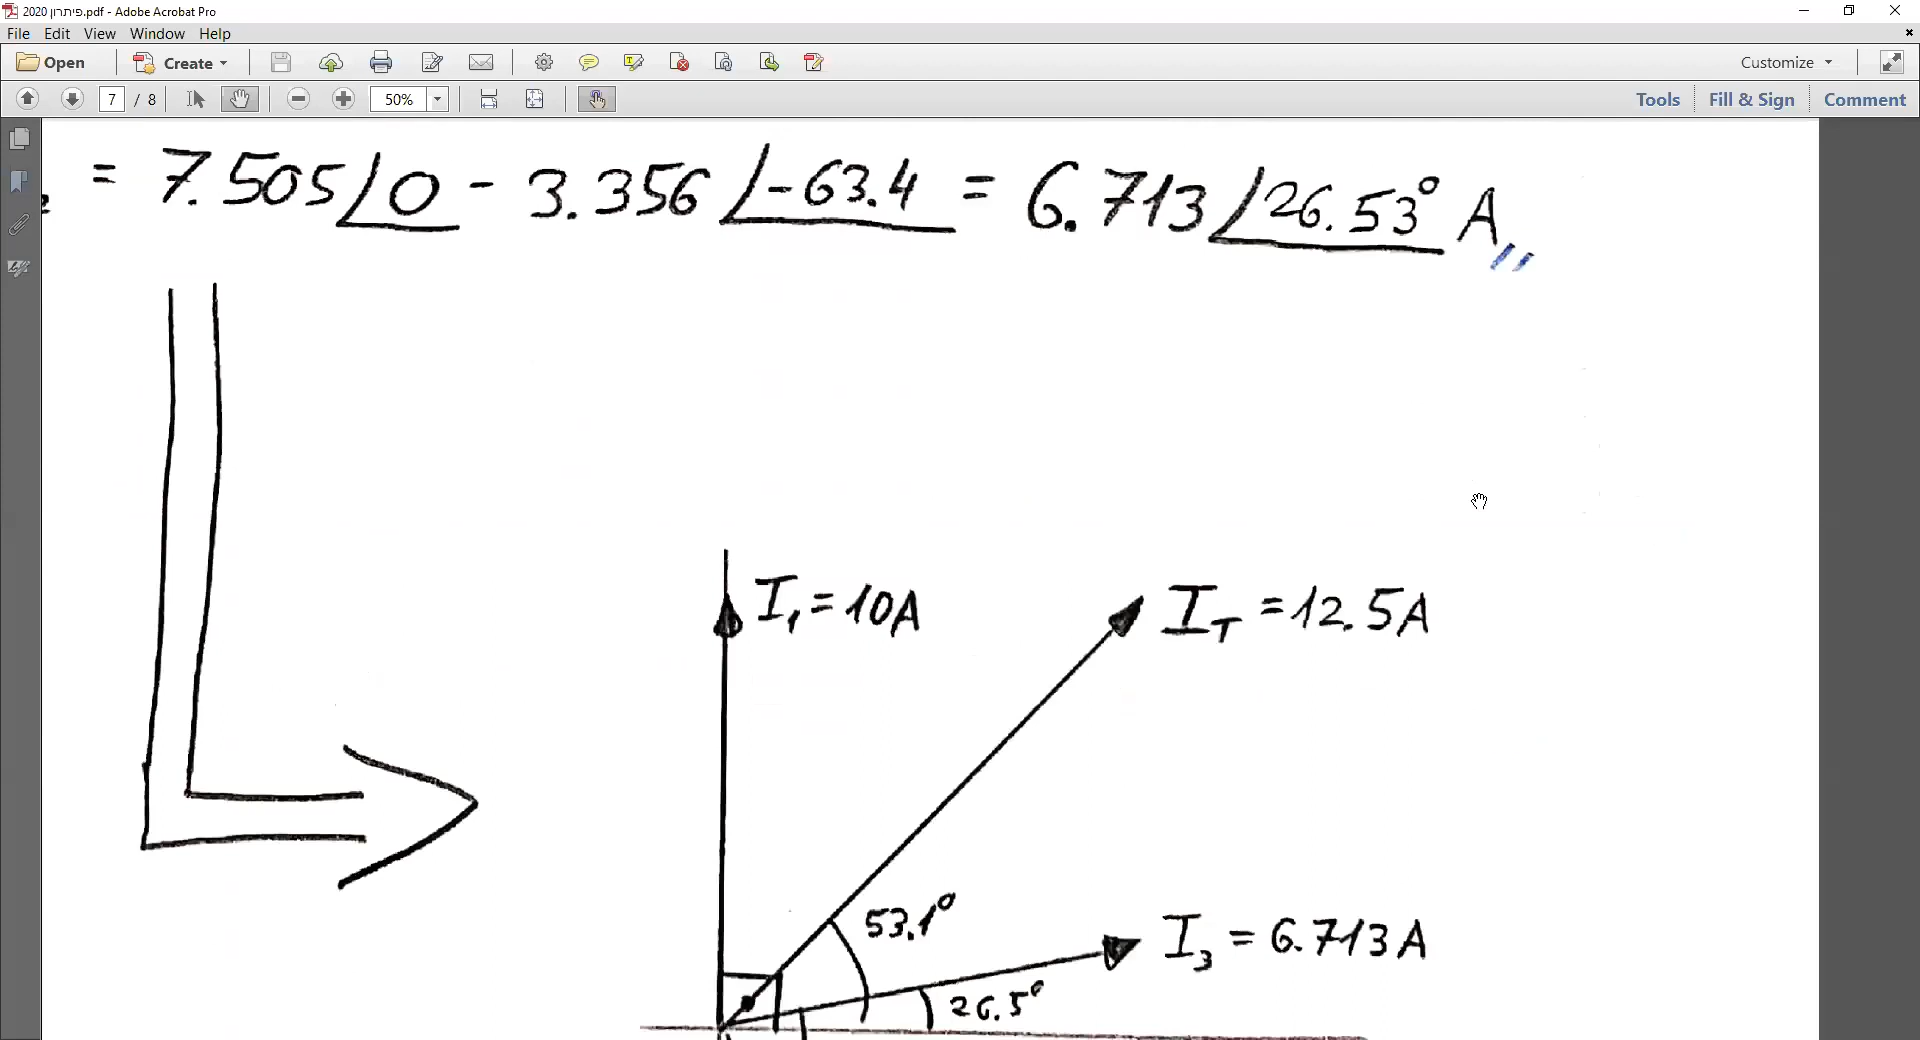 2020 פיתרון.pdf - Adobe Acrobat Pro
File Edit View Window Help
Open Create Customize
7 / 8 50% Tools Fill & Sign Comment
= 7.505∠0 - 3.356∠-63.4 = 6.713∠26.53° A
I₁ = 10A
I_T = 12.5A
53.1°
I₃ = 6.713A
26.5°